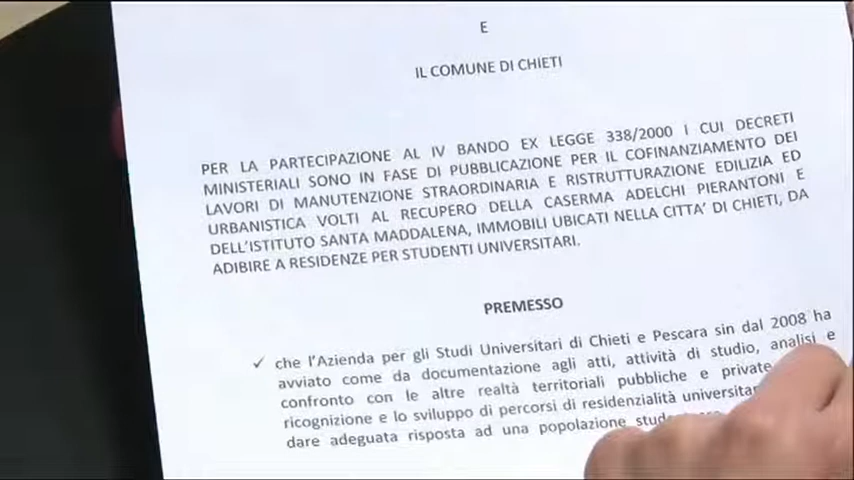 E
IL COMUNE DI CHIETI
PER LA PARTECIPAZIONE AL IV BANDO EX LEGGE 338/2000 I CUI DECRETI
MINISTERIALI SONO IN FASE DI PUBBLICAZIONE PER IL COFINANZIAMENTO DEI
LAVORI DI MANUTENZIONE STRAORDINARIA E RISTRUTTURAZIONE EDILIZIA ED
URBANISTICA VOLTI AL RECUPERO DELLA CASERMA ADELCHI PIERANTONI E
DELL'ISTITUTO SANTA MADDALENA, IMMOBILI UBICATI NELLA CITTA' DI CHIETI, DA
ADIBIRE A RESIDENZE PER STUDENTI UNIVERSITARI.
PREMESSO
✓ che l'Azienda per gli Studi Universitari di Chieti e Pescara sin dal 2008 ha
avviato come da documentazione agli atti, attività di studio, analisi e
confronto con le altre realtà territoriali pubbliche e private
ricognizione e lo sviluppo di percorsi di residenzialità
dare adeguata risposta ad una popolazione